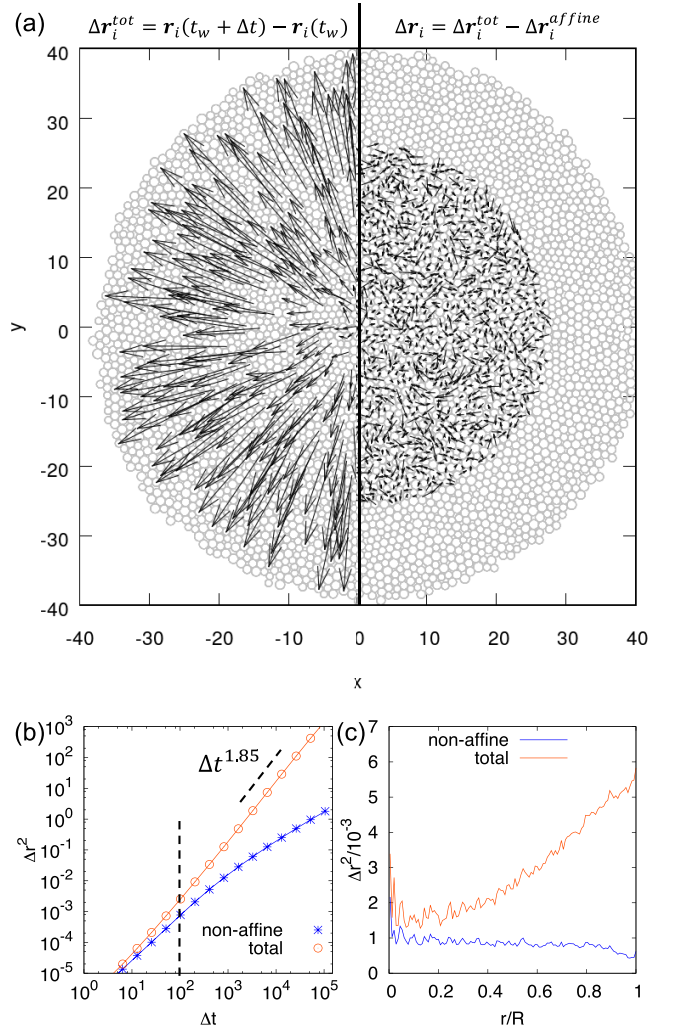 (a) Δr_i^{tot} = r_i(t_w + Δt) − r_i(t_w) Δr_i = Δr_i^{tot} − Δr_i^{affine}
40
30
20
10
0
-10
-20
-30
-40
y
-40 -30 -20 -10 0 10 20 30 40
x
(b)
10^3
10^2
10^1
10^0
10^-1
10^-2
10^-3
10^-4
10^-5
Δr^2
Δt^{1.85}
non-affine
total
10^0 10^1 10^2 10^3 10^4 10^5
Δt
(c)
7
6
5
4
3
2
1
0
Δr^2/10^-3
non-affine
total
0 0.2 0.4 0.6 0.8 1
r/R